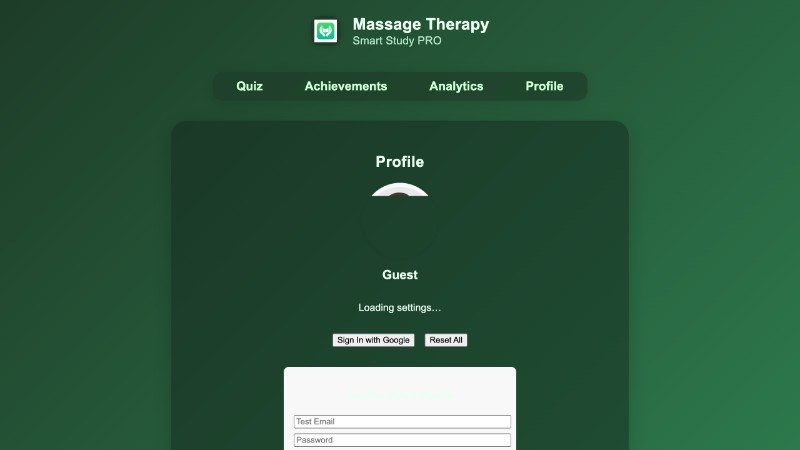 Massage Therapy
Smart Study PRO
Quiz Achievements Analytics Profile
Profile
Guest
Loading settings…
Sign In with Google Reset All
Test Email
Password